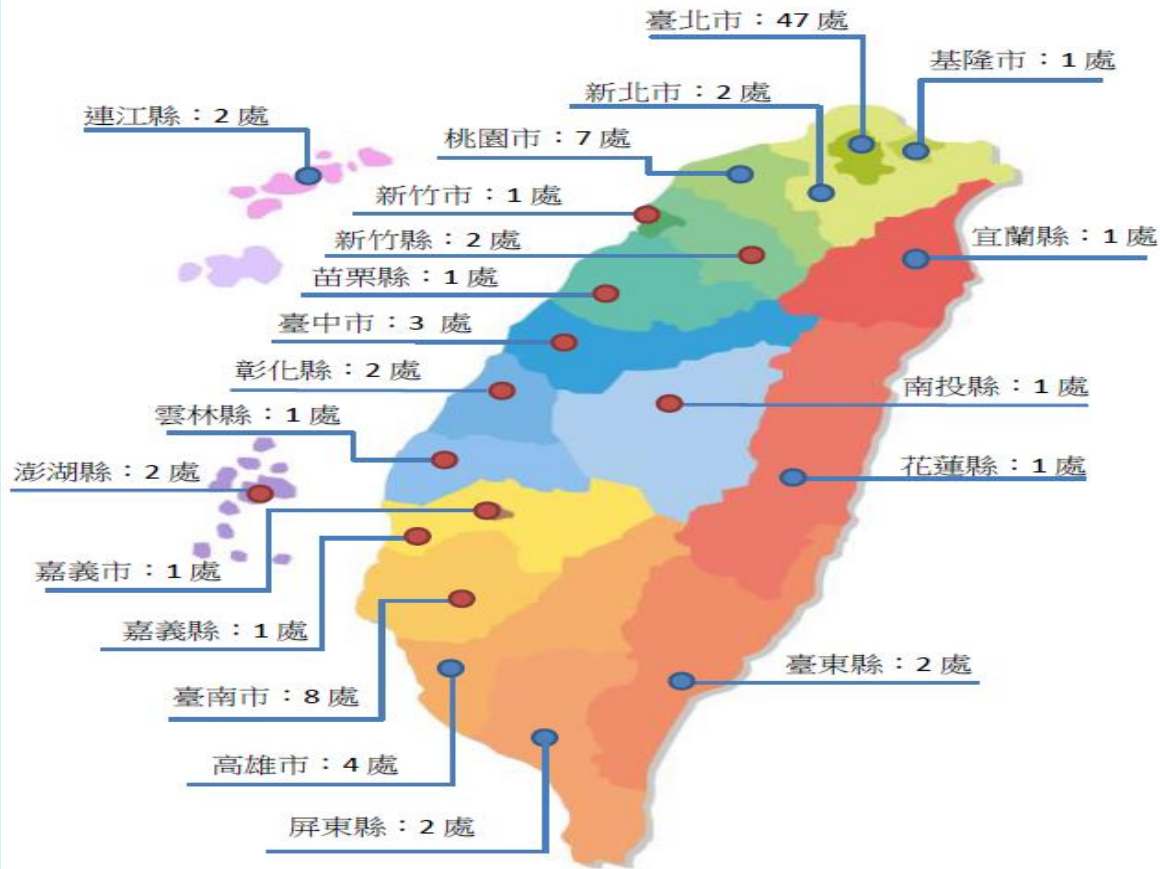 臺北市：47 處
基隆市：1 處
新北市：2 處
連江縣：2 處
桃園市：7 處
新竹市：1 處
新竹縣：2 處
宜蘭縣：1 處
苗栗縣：1 處
臺中市：3 處
彰化縣：2 處
南投縣：1 處
雲林縣：1 處
澎湖縣：2 處
花蓮縣：1 處
嘉義市：1 處
嘉義縣：1 處
臺東縣：2 處
臺南市：8 處
高雄市：4 處
屏東縣：2 處